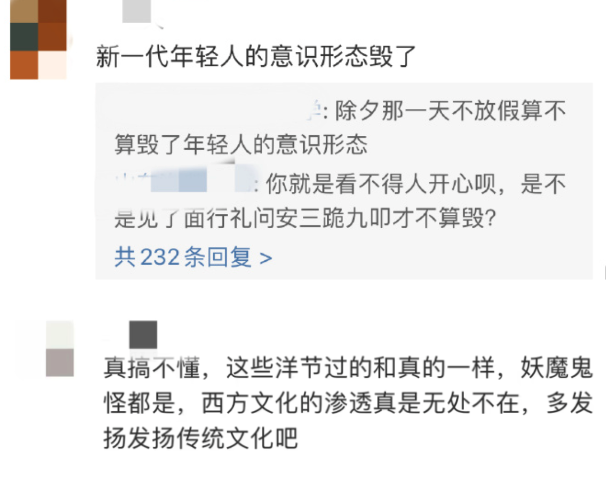 新一代年轻人的意识形态毁了
: 除夕那一天不放假算不
算毁了年轻人的意识形态
: 你就是看不得人开心呗，是不
是见了面行礼问安三跪九叩才不算毁？
共232条回复 >
真搞不懂，这些洋节过的和真的一样，妖魔鬼
怪都是，西方文化的渗透真是无处不在，多发
扬发扬传统文化吧